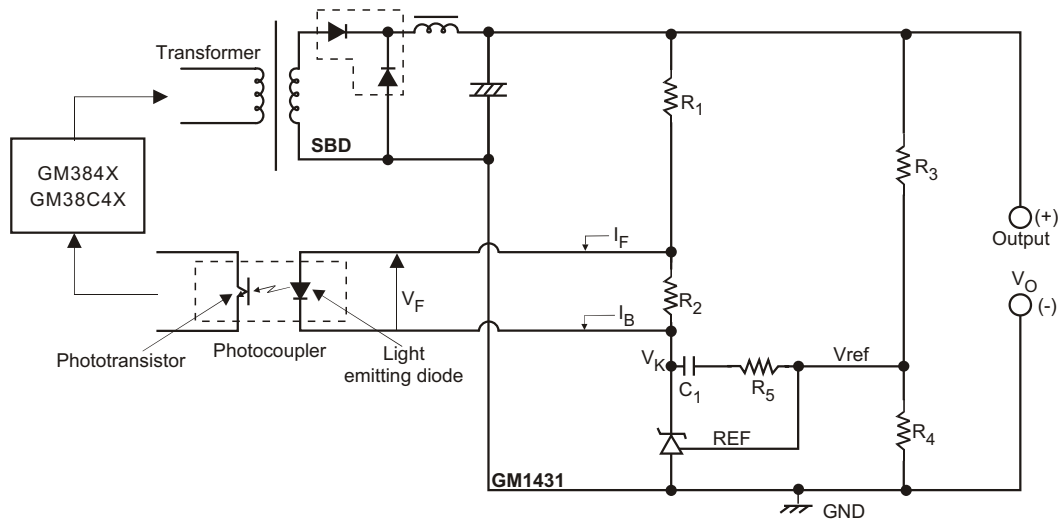 Transformer
SBD
GM384X
GM38C4X
R1
R3
(+)
Output
VO
(-)
IF
R2
VF
IB
Phototransistor
Photocoupler
Light
emitting diode
VK
C1
R5
Vref
REF
R4
GM1431
GND